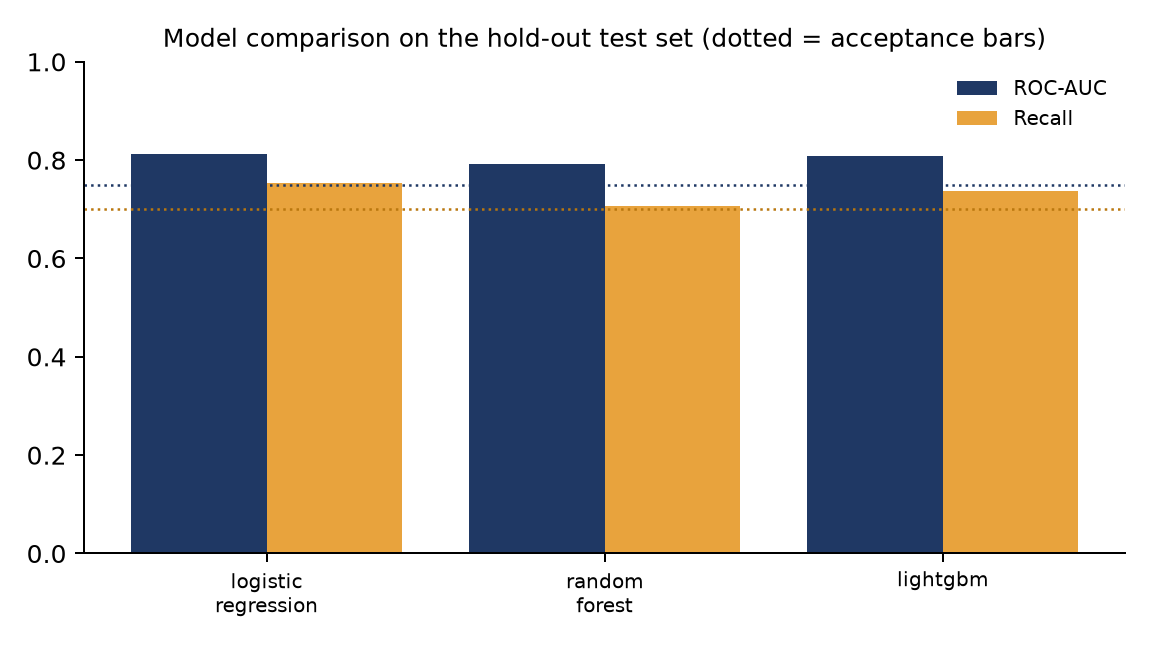 Model comparison on the hold-out test set (dotted = acceptance bars)
1.0
0.8
0.6
0.4
0.2
0.0
ROC-AUC
Recall
logistic
regression
random
forest
lightgbm